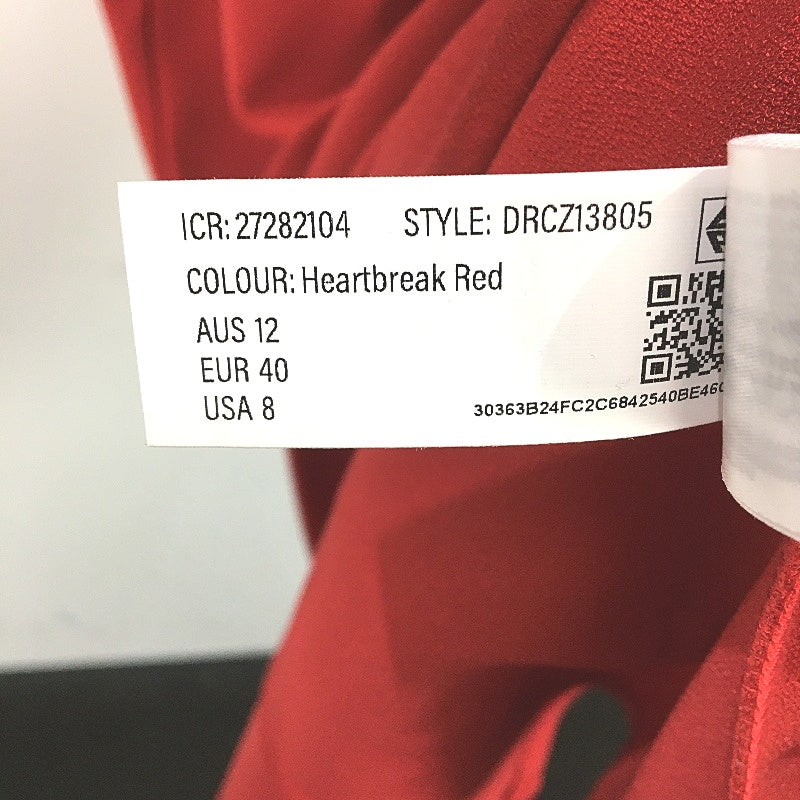 ICR: 27282104 STYLE: DRCZ13805
COLOUR: Heartbreak Red
AUS 12
EUR 40
USA 8